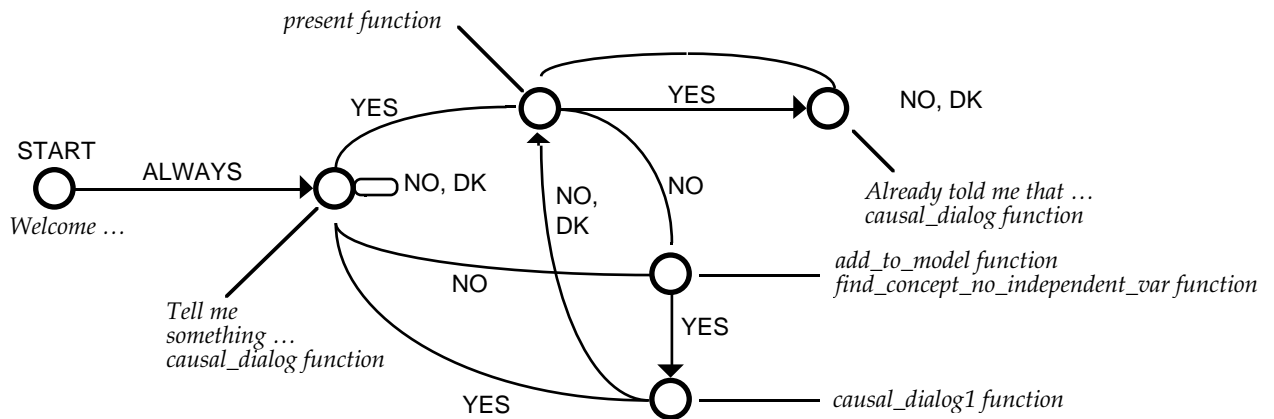 present function
YES
YES
NO, DK
START
ALWAYS
NO, DK
NO,
DK
NO
Welcome …
Already told me that …
causal_dialog function
NO
add_to_model function
find_concept_no_independent_var function
Tell me
something …
causal_dialog function
YES
YES
causal_dialog1 function